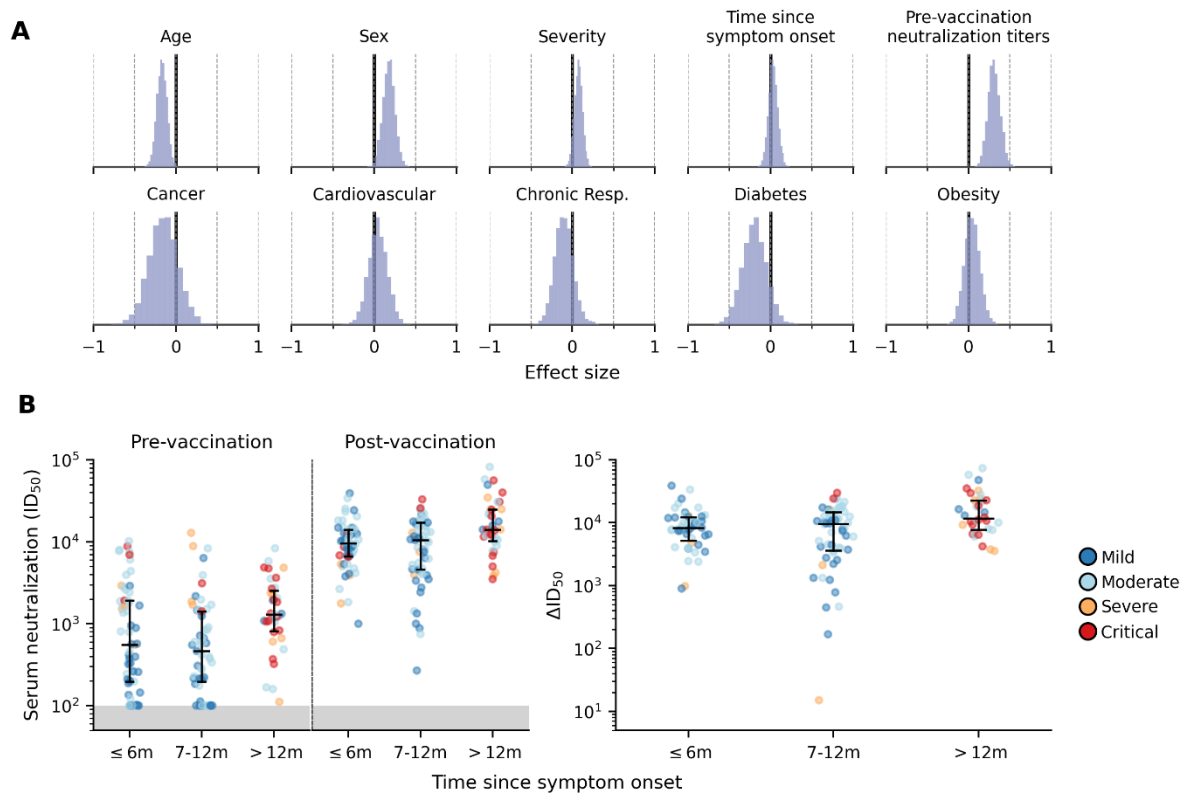 A
Age
Sex
Severity
Time since
symptom onset
Pre-vaccination
neutralization titers
Cancer
Cardiovascular
Chronic Resp.
Diabetes
Obesity
−1 0 1 −1 0 1 −1 0 1 −1 0 1 −1 0 1
Effect size
B
Pre-vaccination
Post-vaccination
Serum neutralization (ID₅₀)
10⁵
10⁴
10³
10²
≤ 6m 7-12m > 12m ≤ 6m 7-12m > 12m
ΔID₅₀
10⁵
10⁴
10³
10²
10¹
≤ 6m 7-12m > 12m
Time since symptom onset
Mild
Moderate
Severe
Critical